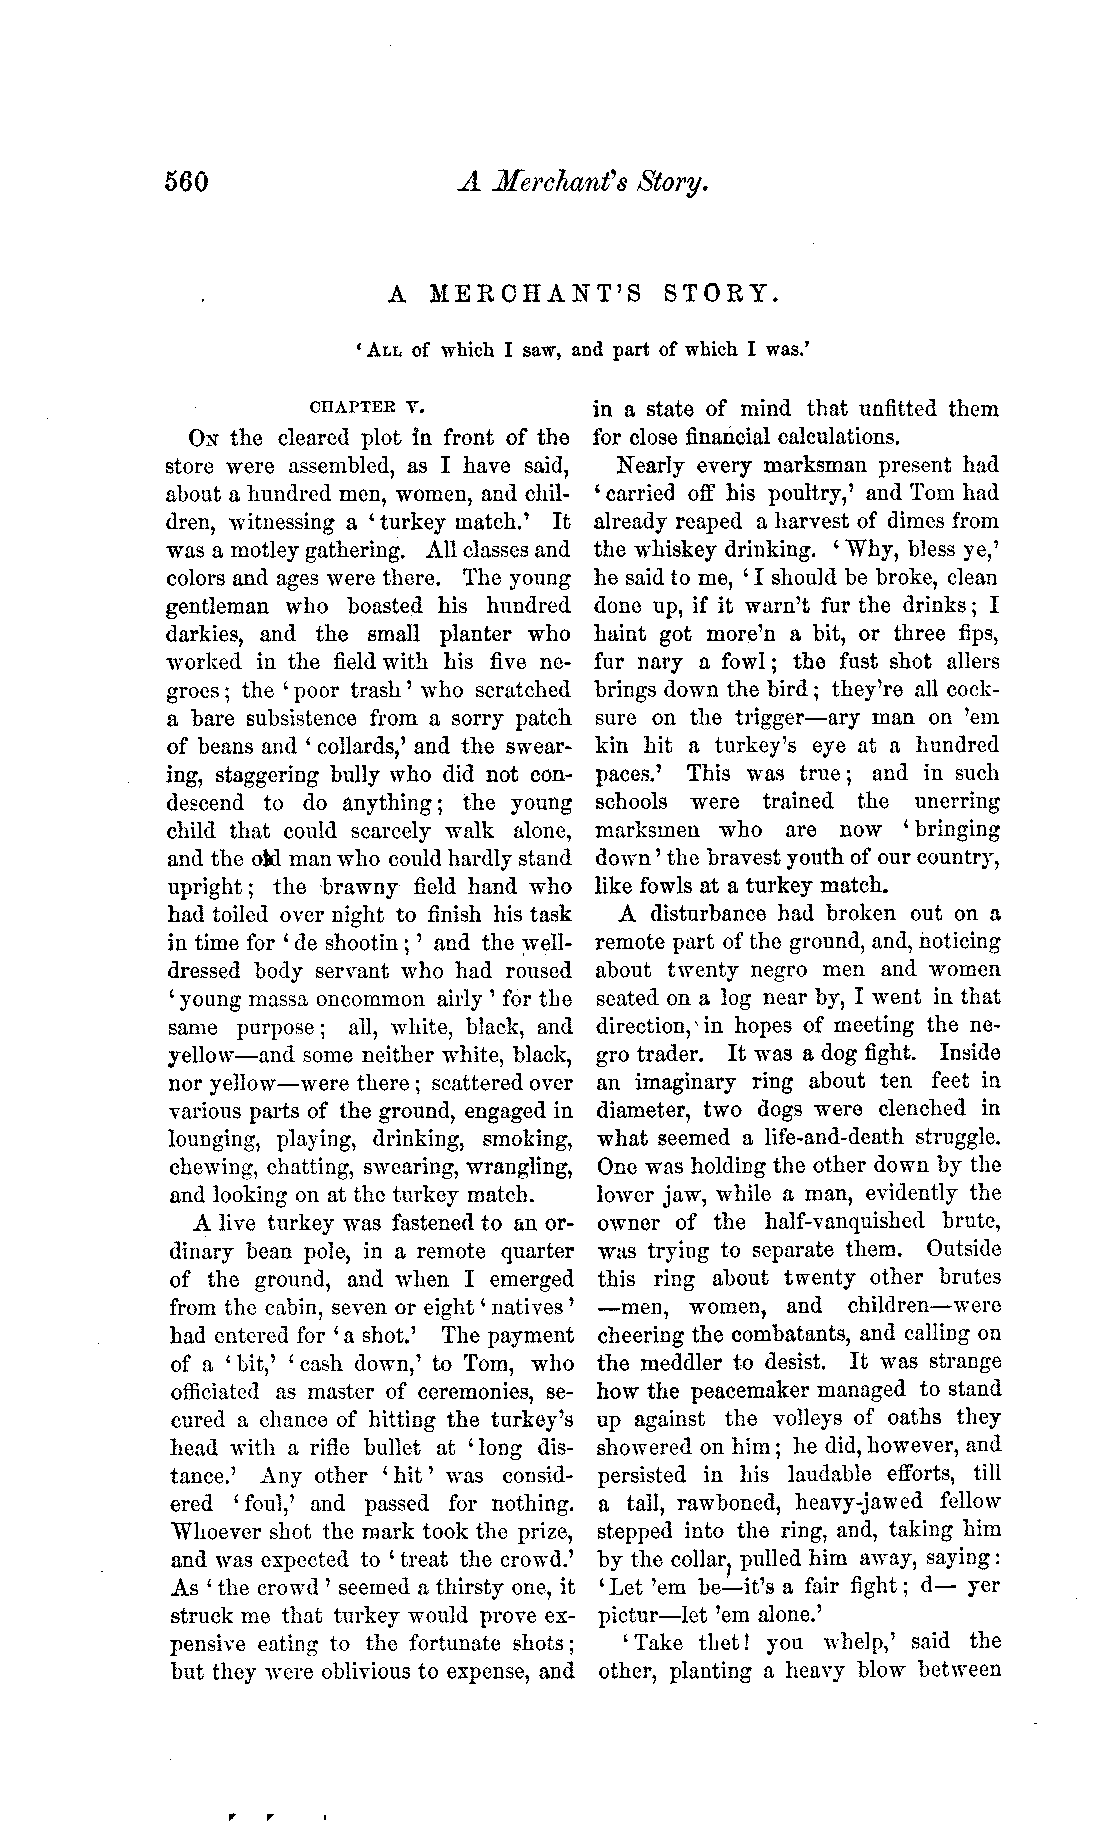 560
A Merchant's Story.
A MERCHANT'S STORY.
'ALL of which I saw, and part of which I was.'
CHAPTER V.
ON the cleared plot in front of the
store were assembled, as I have said,
about a hundred men, women, and chil-
dren, witnessing a 'turkey match.' It
was a motley gathering. All classes and
colors and ages were there. The young
gentleman who boasted his hundred
darkies, and the small planter who
worked in the field with his five ne-
groes; the 'poor trash' who scratched
a bare subsistence from a sorry patch
of beans and 'collards,' and the swear-
ing, staggering bully who did not con-
descend to do anything; the young
child that could scarcely walk alone,
and the old man who could hardly stand
upright; the brawny field hand who
had toiled over night to finish his task
in time for 'de shootin;' and the well-
dressed body servant who had roused
'young massa oncommon airly' for the
same purpose; all, white, black, and
yellow—and some neither white, black,
nor yellow—were there; scattered over
various parts of the ground, engaged in
lounging, playing, drinking, smoking,
chewing, chatting, swearing, wrangling,
and looking on at the turkey match.
A live turkey was fastened to an or-
dinary bean pole, in a remote quarter
of the ground, and when I emerged
from the cabin, seven or eight 'natives'
had entered for 'a shot.' The payment
of a 'bit,' 'cash down,' to Tom, who
officiated as master of ceremonies, se-
cured a chance of hitting the turkey's
head with a rifle bullet at 'long dis-
tance.' Any other 'hit' was consid-
ered 'foul,' and passed for nothing.
Whoever shot the mark took the prize,
and was expected to 'treat the crowd.'
As 'the crowd' seemed a thirsty one, it
struck me that turkey would prove ex-
pensive eating to the fortunate shots;
but they were oblivious to expense, and
in a state of mind that unfitted them
for close financial calculations.
Nearly every marksman present had
'carried off his poultry,' and Tom had
already reaped a harvest of dimes from
the whiskey drinking. 'Why, bless ye,'
he said to me, 'I should be broke, clean
done up, if it warn't fur the drinks; I
haint got more'n a bit, or three fips,
fur nary a fowl; the fust shot allers
brings down the bird; they're all cock-
sure on the trigger—ary man on 'em
kin hit a turkey's eye at a hundred
paces.' This was true; and in such
schools were trained the unerring
marksmen who are now 'bringing
down' the bravest youth of our country,
like fowls at a turkey match.
A disturbance had broken out on a
remote part of the ground, and, noticing
about twenty negro men and women
seated on a log near by, I went in that
direction, in hopes of meeting the ne-
gro trader. It was a dog fight. Inside
an imaginary ring about ten feet in
diameter, two dogs were clenched in
what seemed a life-and-death struggle.
One was holding the other down by the
lower jaw, while a man, evidently the
owner of the half-vanquished brute,
was trying to separate them. Outside
this ring about twenty other brutes
—men, women, and children—were
cheering the combatants, and calling on
the meddler to desist. It was strange
how the peacemaker managed to stand
up against the volleys of oaths they
showered on him; he did, however, and
persisted in his laudable efforts, till
a tall, rawboned, heavy-jawed fellow
stepped into the ring, and, taking him
by the collar, pulled him away, saying:
'Let 'em be—it's a fair fight; d— yer
pictur—let 'em alone.'
'Take thet! you whelp,' said the
other, planting a heavy blow between